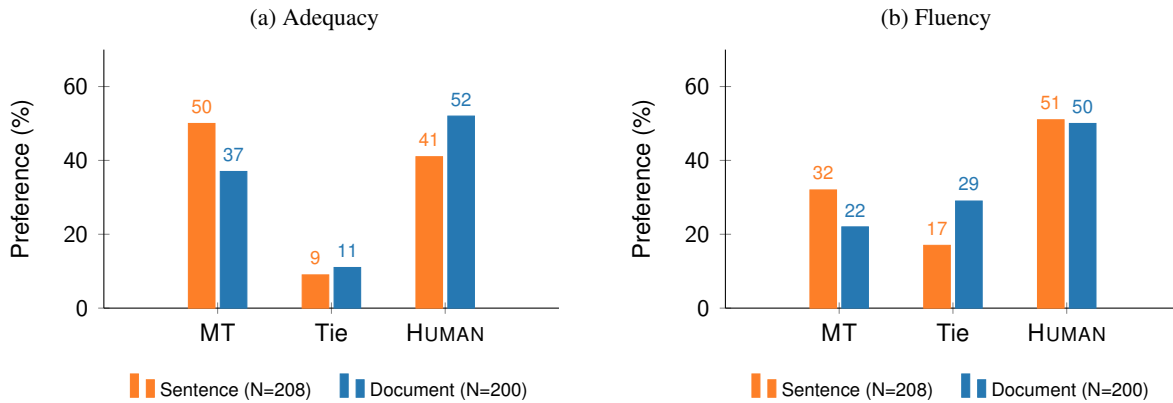 (a) Adequacy
Preference (%)
60
40
20
0
50
37
9
11
41
52
MT Tie HUMAN
Sentence (N=208) Document (N=200)
(b) Fluency
Preference (%)
60
40
20
0
32
22
17
29
51
50
MT Tie HUMAN
Sentence (N=208) Document (N=200)